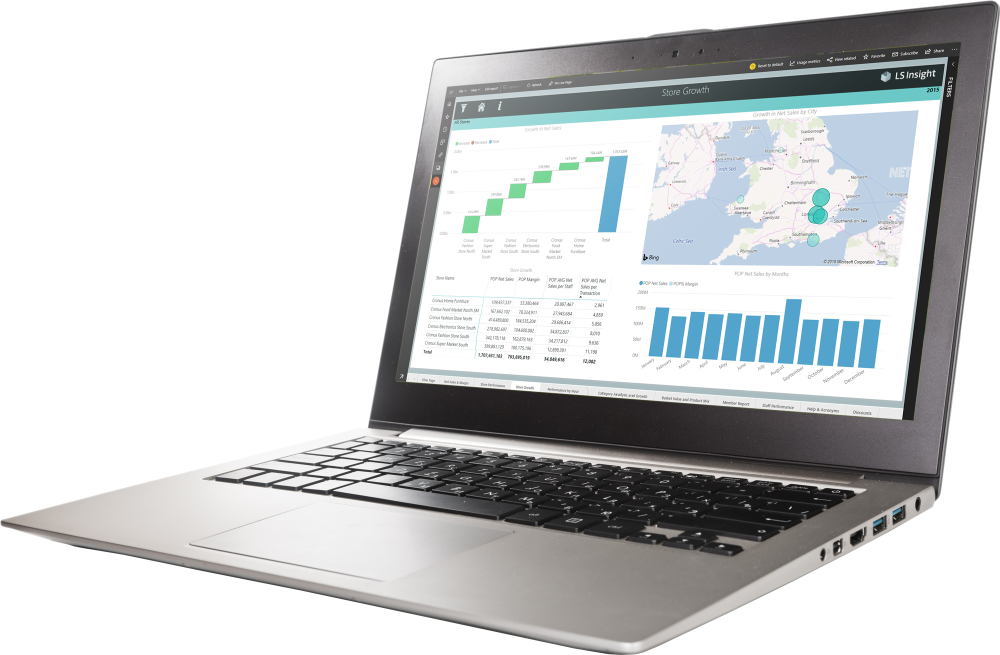 File View Edit report Explore Refresh Pin Live Page
Reset to default Usage metrics View related Favorite Subscribe Share ...
Store Growth
LS Insight
FILTERS
All Stores
2015
Growth in Net Sales
Increase Decrease Total
2.0bn
1.5bn
1.0bn
0.5bn
0.0bn
414.49M
399.88M
342.18M
278.98M
167.66M
104.44M
1,707.63M
Cronus Fashion Store North
Cronus Super Market South
Cronus Fashion Store South
Cronus Electronics Store South
Cronus Food Market North SM
Cronus Home Furniture
Total
Growth in Net Sales by City
ISLE OF MAN
(U.K.)
Scarborough
Dundalk
Leeds
Manchester
Dublin
Baile Átha Cliath
Sheffield
Galway
Irish Sea
Chester
NET
Norwich
Limerick
Birmingham
The Hague
Ipswich
Cork
Cheltenham
Colchester
Swansea
Abertawe
Cardiff
Caerdydd
London
Southend-on-Sea
Middelburg
Ghent
Celtic Sea
Southampton
Poole
Lille
BE
Plymouth
Bing
© 2018 Microsoft Corporation Terms
Store Growth
Store Name POP Net Sales POP Margin POP AVG Net Sales per Staff POP AVG Net Sales per Transaction
Cronus Home Furniture 104,437,337 53,380,464 20,887,467 2,961
Cronus Food Market North SM 167,662,102 78,324,911 27,943,684 4,859
Cronus Fashion Store North 414,489,800 184,535,204 29,606,414 5,856
Cronus Electronics Store South 278,982,697 104,600,082 34,872,837 8,010
Cronus Fashion Store South 342,178,118 162,879,163 34,217,812 9,636
Cronus Super Market South 399,881,129 180,175,196 12,899,391 11,198
Total 1,707,631,183 763,895,019 34,849,616 12,082
POP Net Sales by Months
POP Net Sales POP% Margin
200M
150M
100M
50M
0M
January February March April May June July August September October November December
Filter Page Net Sales & Margin Store Performance Store Growth Performance by Hour Category Analysis and Growth Basket Value and Product Mix Member Report Staff Performance Help & Acronyms Discounts
alt
ctrl